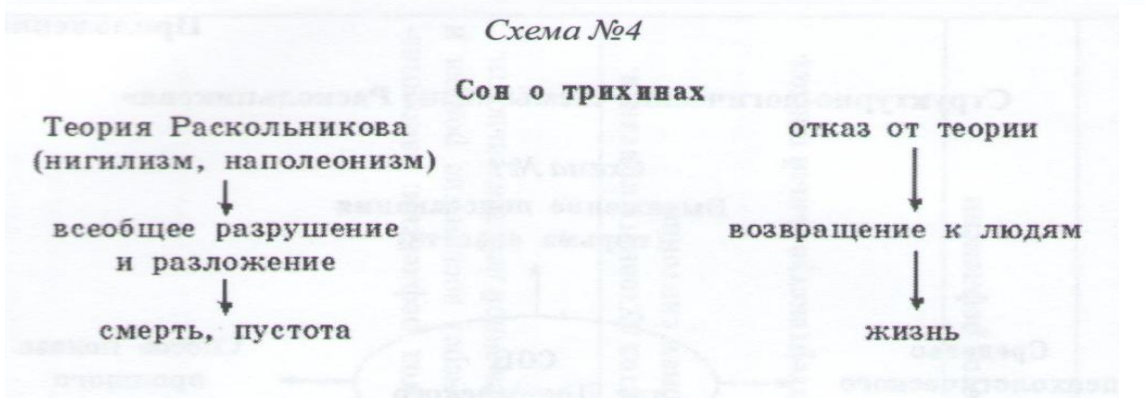 Схема №4
Сон о трихинах
Теория Раскольникова
(нигилизм, наполеонизм)
всеобщее разрушение
и разложение
смерть, пустота
отказ от теории
возвращение к людям
жизнь